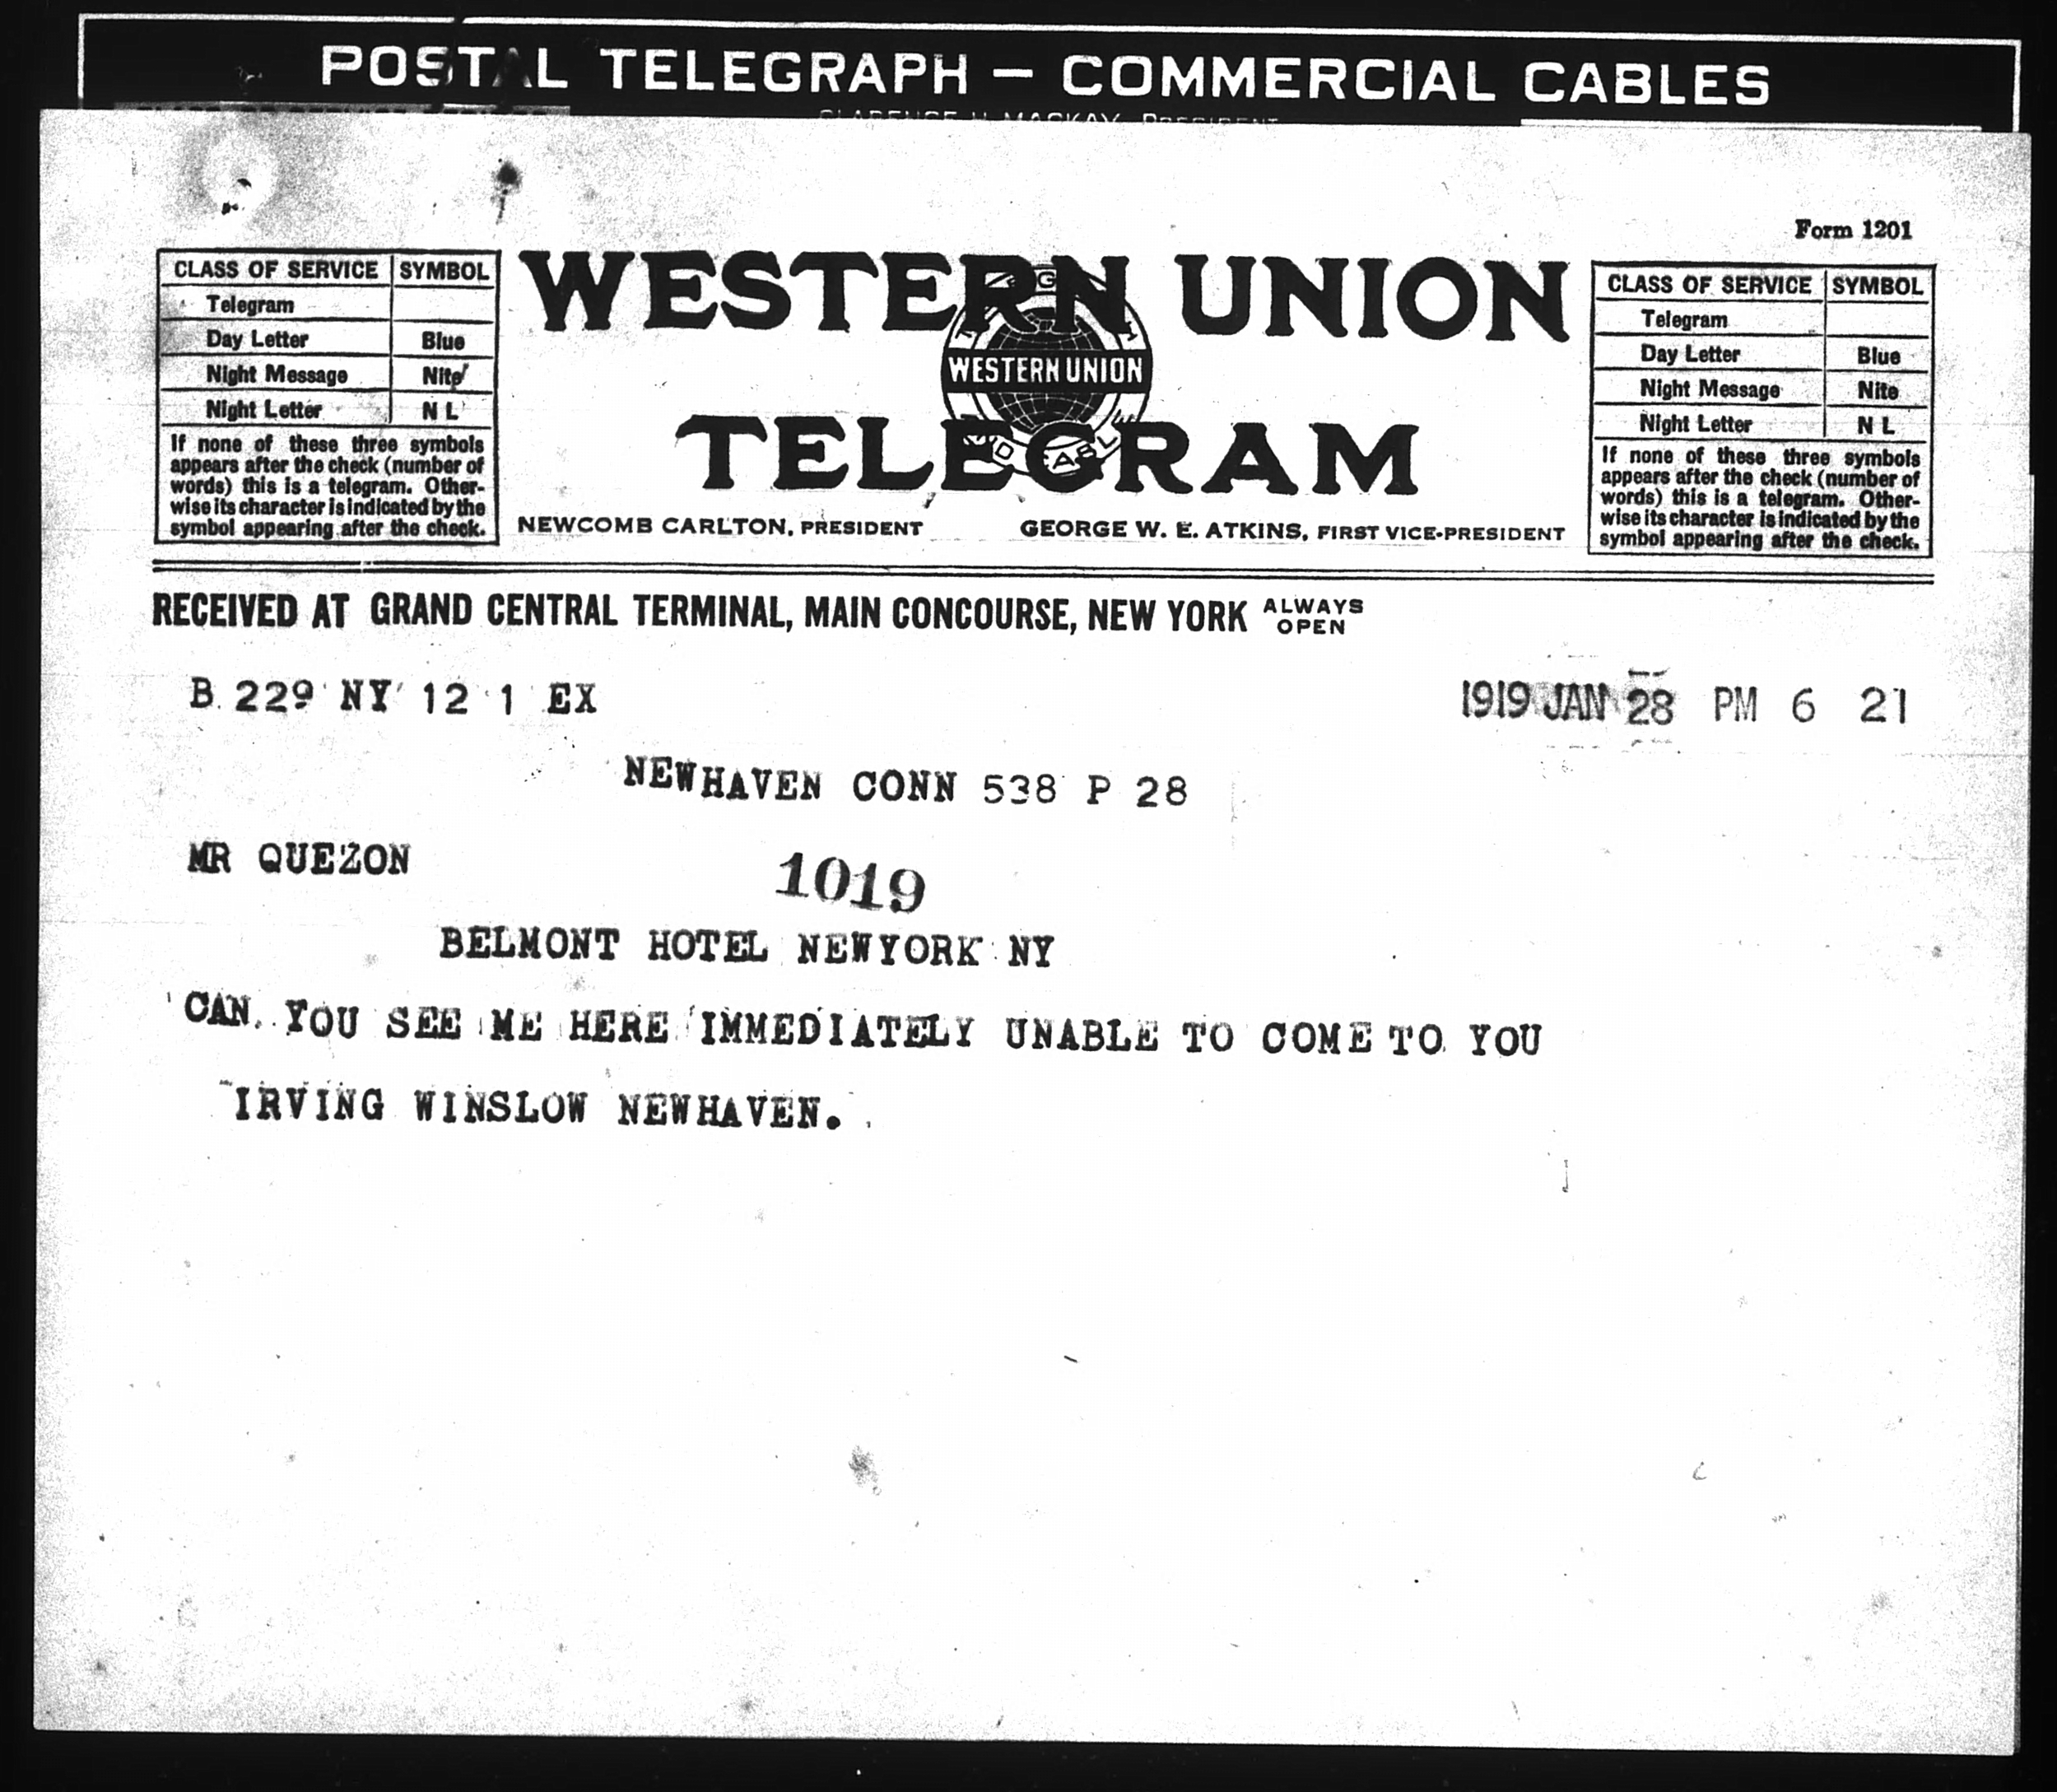 POSTAL TELEGRAPH — COMMERCIAL CABLES
CLARENCE H. MACKAY, PRESIDENT
Form 1201
CLASS OF SERVICE SYMBOL
Telegram
Day Letter Blue
Night Message Nite
Night Letter N L
If none of these three symbols
appears after the check (number of
words) this is a telegram. Other-
wise its character is indicated by the
symbol appearing after the check.
WESTERN UNION
WESTERN UNION
TELEGRAM
NEWCOMB CARLTON, PRESIDENT
GEORGE W. E. ATKINS, FIRST VICE-PRESIDENT
CLASS OF SERVICE SYMBOL
Telegram
Day Letter Blue
Night Message Nite
Night Letter N L
If none of these three symbols
appears after the check (number of
words) this is a telegram. Other-
wise its character is indicated by the
symbol appearing after the check.
RECEIVED AT GRAND CENTRAL TERMINAL, MAIN CONCOURSE, NEW YORK ALWAYS OPEN
B 229 NY 12 1 EX
1919 JAN 28 PM 6 21
NEWHAVEN CONN 538 P 28
MR QUEZON
1019
BELMONT HOTEL NEWYORK NY
CAN YOU SEE ME HERE IMMEDIATELY UNABLE TO COME TO YOU
IRVING WINSLOW NEWHAVEN.